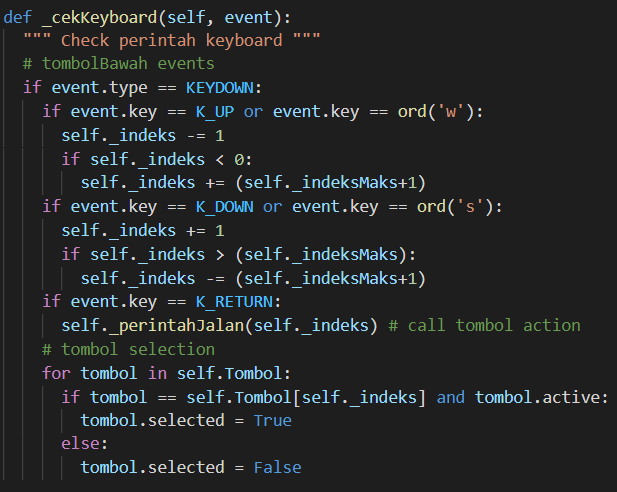 def _cekKeyboard(self, event):
  """ Check perintah keyboard """
  # tombolBawah events
  if event.type == KEYDOWN:
    if event.key == K_UP or event.key == ord('w'):
      self._indeks -= 1
      if self._indeks < 0:
        self._indeks += (self._indeksMaks+1)
    if event.key == K_DOWN or event.key == ord('s'):
      self._indeks += 1
      if self._indeks > (self._indeksMaks):
        self._indeks -= (self._indeksMaks+1)
    if event.key == K_RETURN:
      self._perintahJalan(self._indeks) # call tombol action
    # tombol selection
    for tombol in self.Tombol:
      if tombol == self.Tombol[self._indeks] and tombol.active:
        tombol.selected = True
      else:
        tombol.selected = False